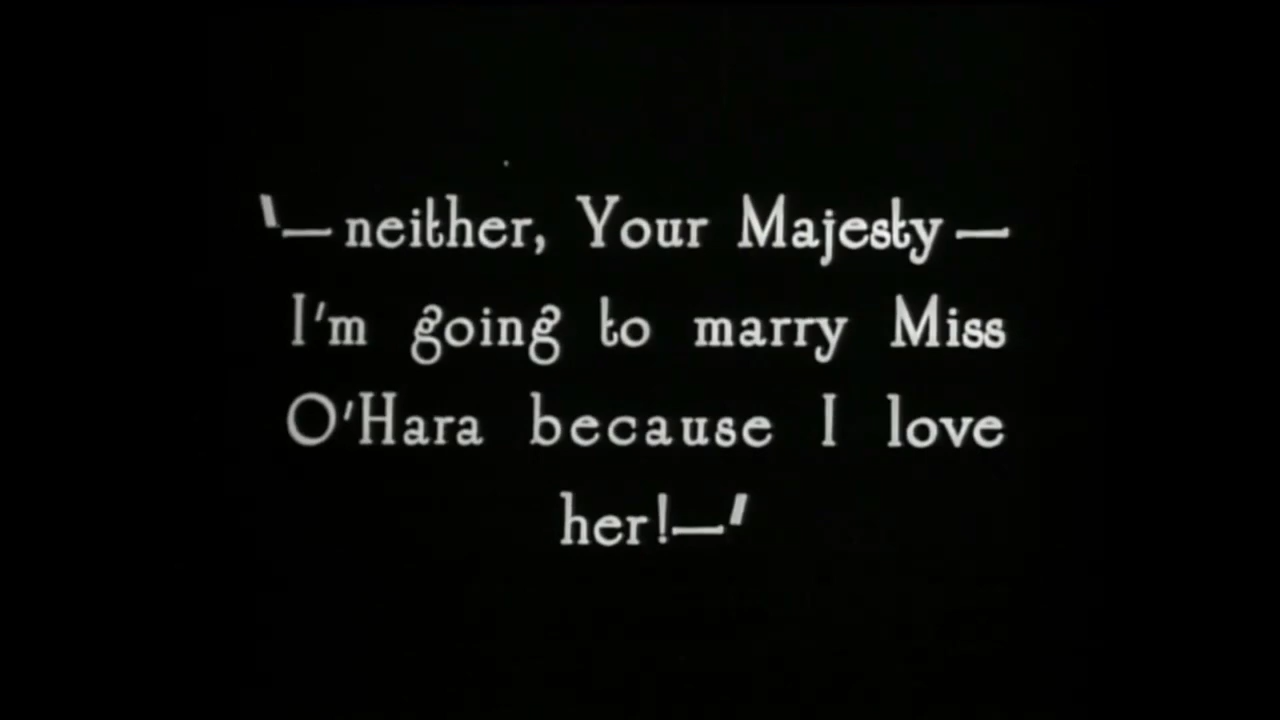 '—neither, Your Majesty—
I'm going to marry Miss
O'Hara because I love
her!—'